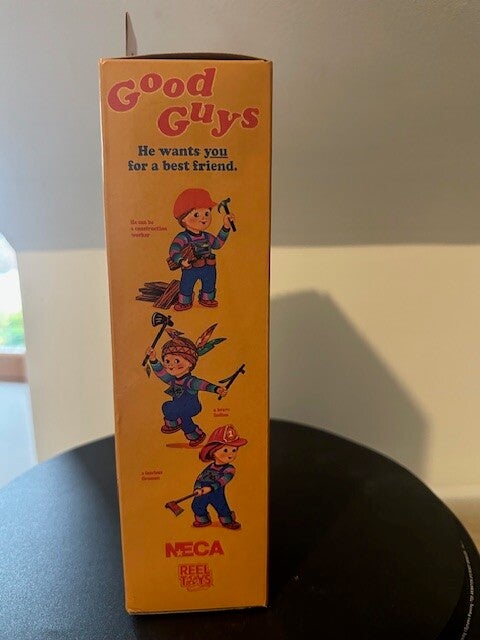 Good
Guys
He wants you
for a best friend.
He can be
a construction
worker
a brave
Indian
a fearless
fireman
NECA
REEL
TOYS